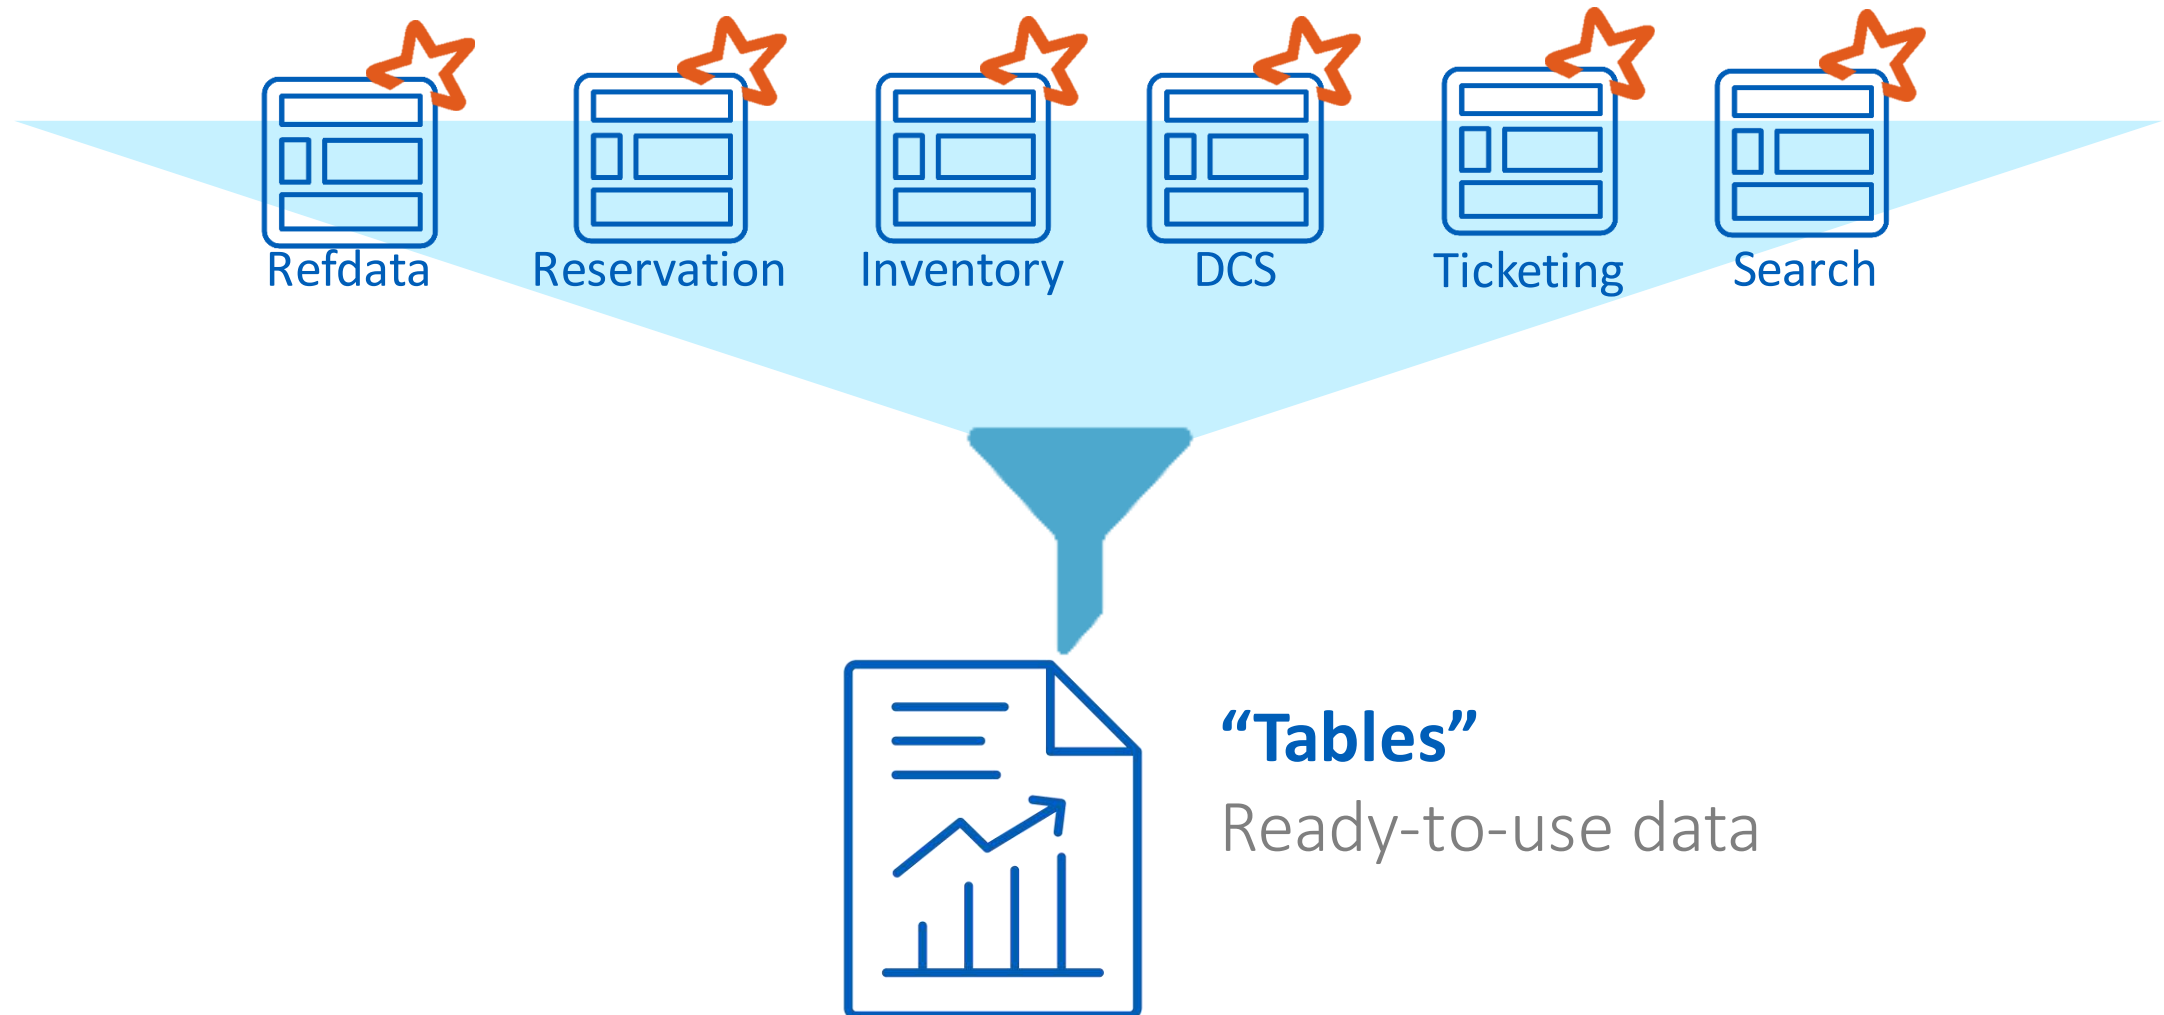 Refdata
Reservation
Inventory
DCS
Ticketing
Search
“Tables”
Ready-to-use data